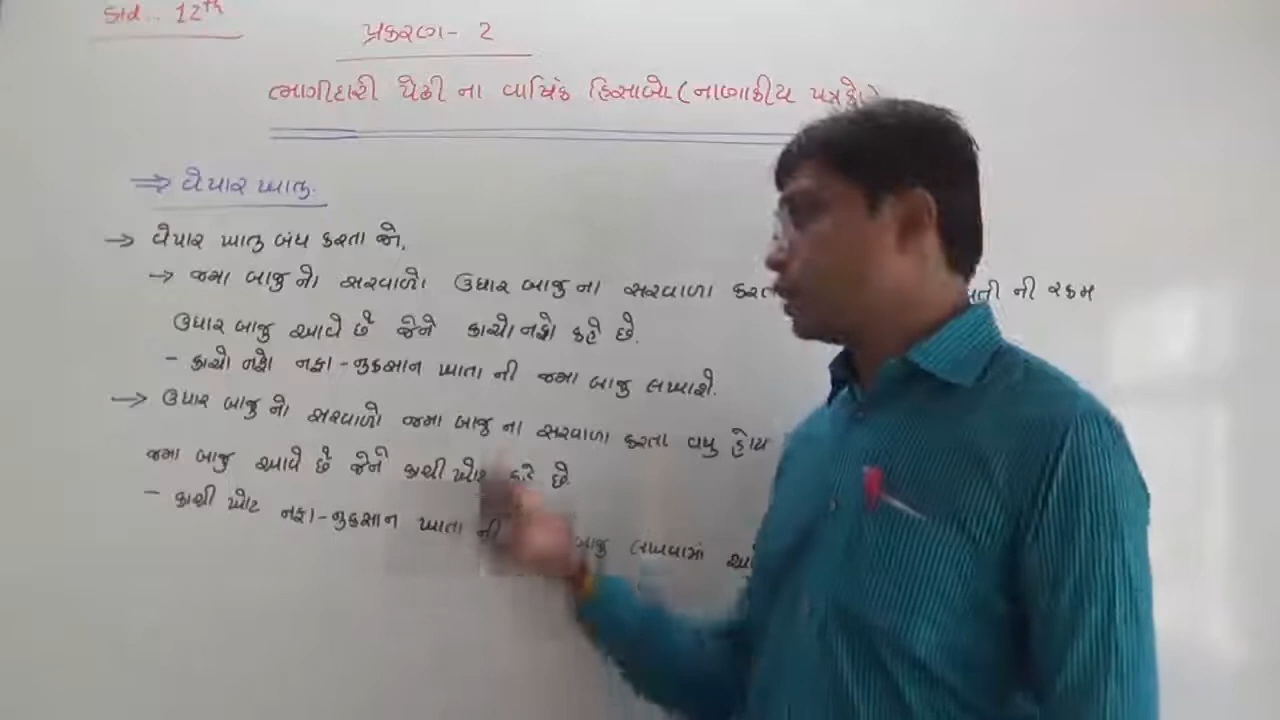 Std... 12th
પ્રકરણ - 2
ભાગીદારી પેઢી ના વાર્ષિક હિસાબો (નાણાકીય પત્રકો)
⇒ વેપાર ખાતુ.
→ વેપાર ખાતુ બંધ કરતા જો,
→ જમા બાજુ નો સરવાળો ઉધાર બાજુ ના સરવાળા કરતા ની રકમ
ઉધાર બાજુ આવે છે જેને કાચો નફો કહે છે.
- કાચો નફો નફા - નુકસાન ખાતા ની જમા બાજુ લખાશે.
→ ઉધાર બાજુ નો સરવાળો જમા બાજુ ના સરવાળા કરતા વધુ હોય
જમા બાજુ આવે છે જેને કાચી ખોટ કહે છે
- કાચી ખોટ નફા - નુકસાન ખાતા ની બાજુ લખવામાં